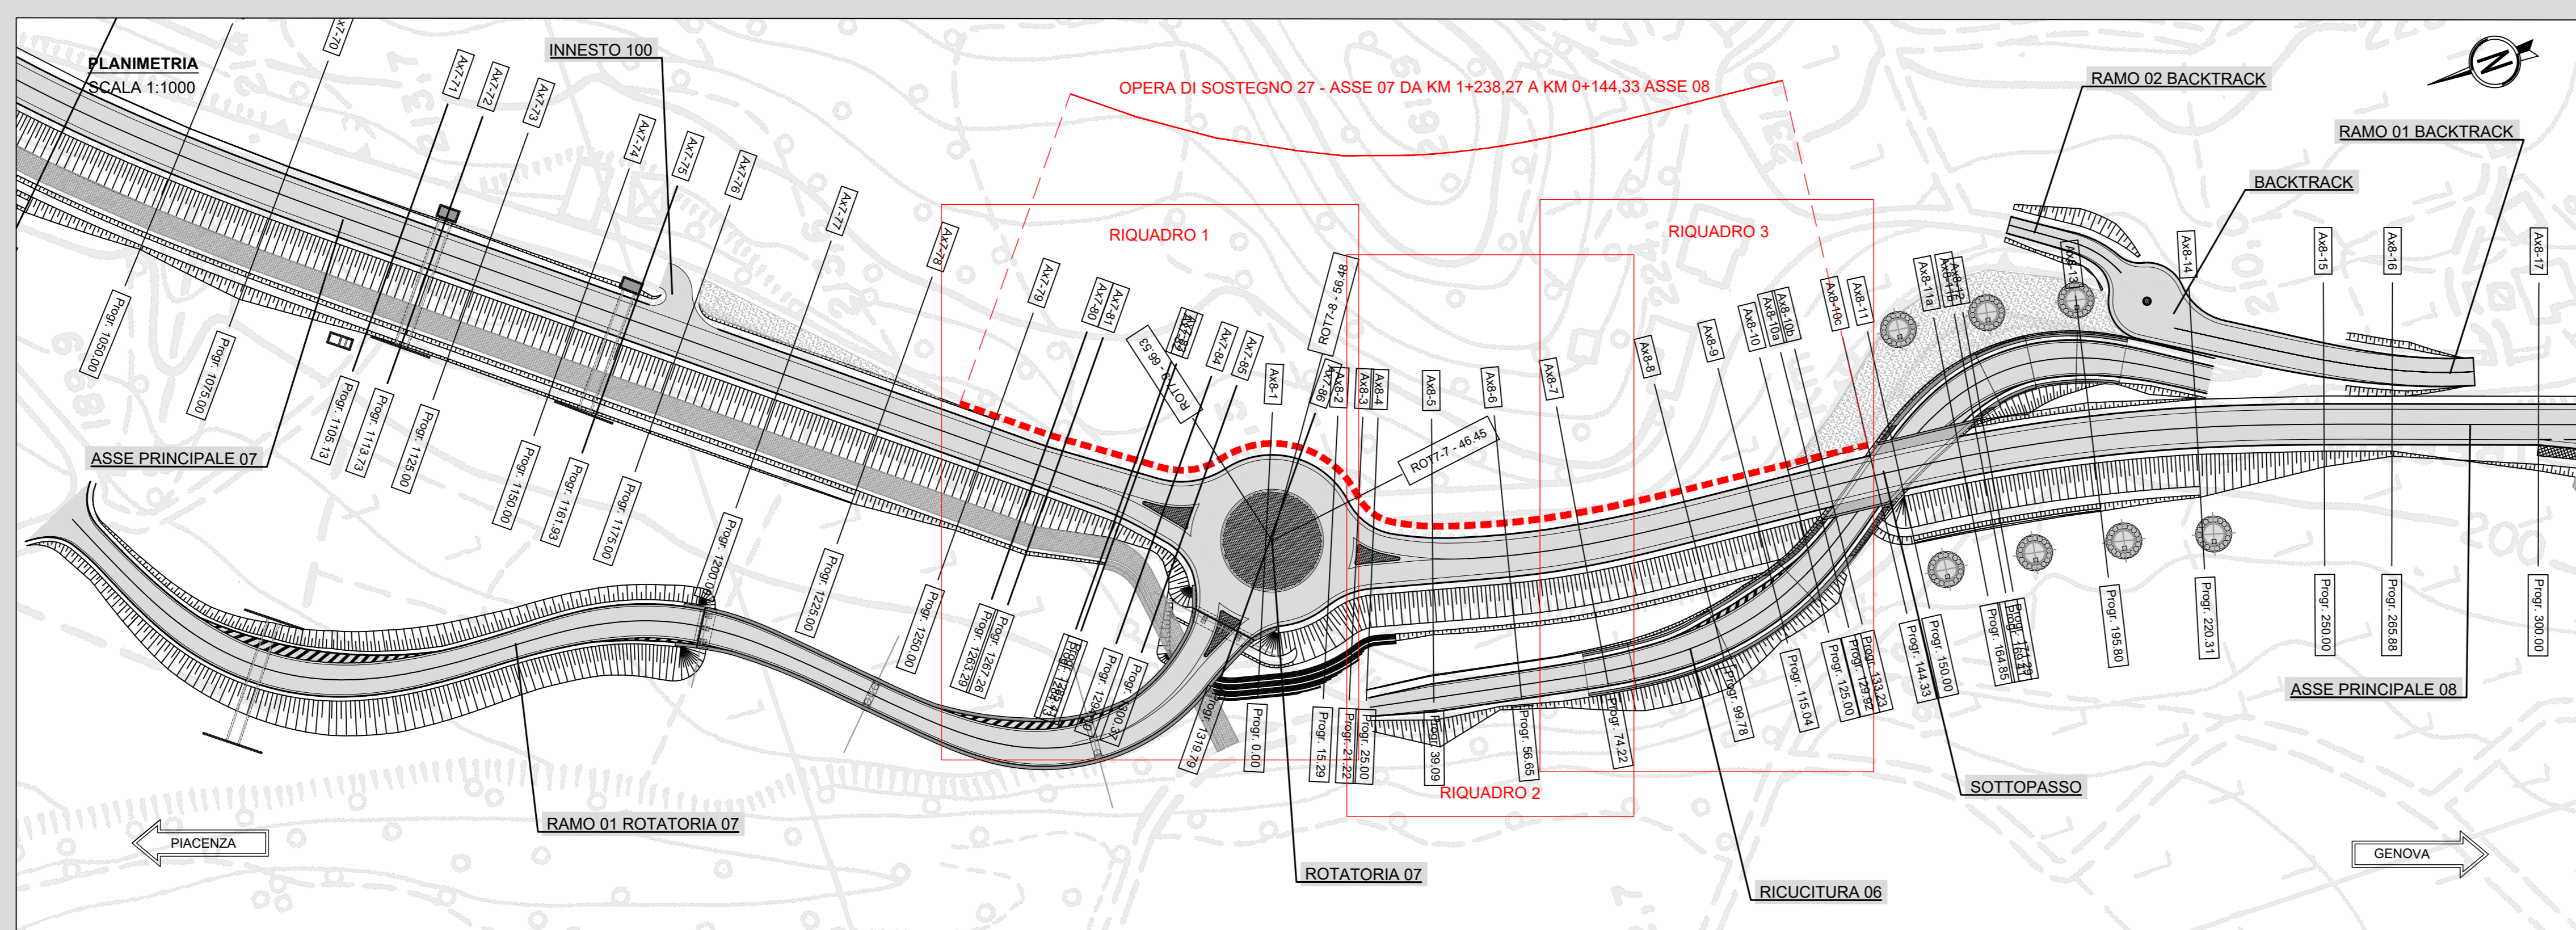 PLANIMETRIA
SCALA 1:1000
INNESTO 100
OPERA DI SOSTEGNO 27 - ASSE 07 DA KM 1+238,27 A KM 0+144,33 ASSE 08
RAMO 02 BACKTRACK
RAMO 01 BACKTRACK
BACKTRACK
RIQUADRO 1
RIQUADRO 3
RIQUADRO 2
Ax7-70
Ax7-71
Ax7-72
Ax7-73
Ax7-74
Ax7-75
Ax7-76
Ax7-77
Ax7-78
Ax7-79
Ax7-80
Ax7-81
Ax7-84
Ax7-85
Ax8-1
ROT7-9 - 66.53
ROT7-8 - 56.48
Ax7-86
Ax8-2
Ax8-3
Ax8-4
ROT7-7 - 46.45
Ax8-5
Ax8-6
Ax8-7
Ax8-8
Ax8-9
Ax8-10
Ax8-10a
Ax8-10b
Ax8-10c
Ax8-11
Ax8-11a
Ax8-13
Ax8-14
Ax8-15
Ax8-16
Ax8-17
Progr. 1050.00
Progr. 1075.00
Progr. 1105.13
Progr. 1113.73
Progr. 1125.00
Progr. 1150.00
Progr. 1161.93
Progr. 1175.00
Progr. 1200.00
Progr. 1225.00
Progr. 1250.00
Progr. 1263.29
Progr. 1267.26
Progr. 1319.79
Progr. 0.00
Progr. 15.29
Progr. 21.22
Progr. 25.00
Progr. 39.09
Progr. 56.65
Progr. 74.22
Progr. 99.78
Progr. 115.04
Progr. 125.00
Progr. 129.92
Progr. 133.23
Progr. 144.33
Progr. 150.00
Progr. 164.85
Progr. 195.80
Progr. 220.31
Progr. 250.00
Progr. 265.88
Progr. 300.00
ASSE PRINCIPALE 07
ASSE PRINCIPALE 08
SOTTOPASSO
RAMO 01 ROTATORIA 07
ROTATORIA 07
RICUCITURA 06
PIACENZA
GENOVA
N
200